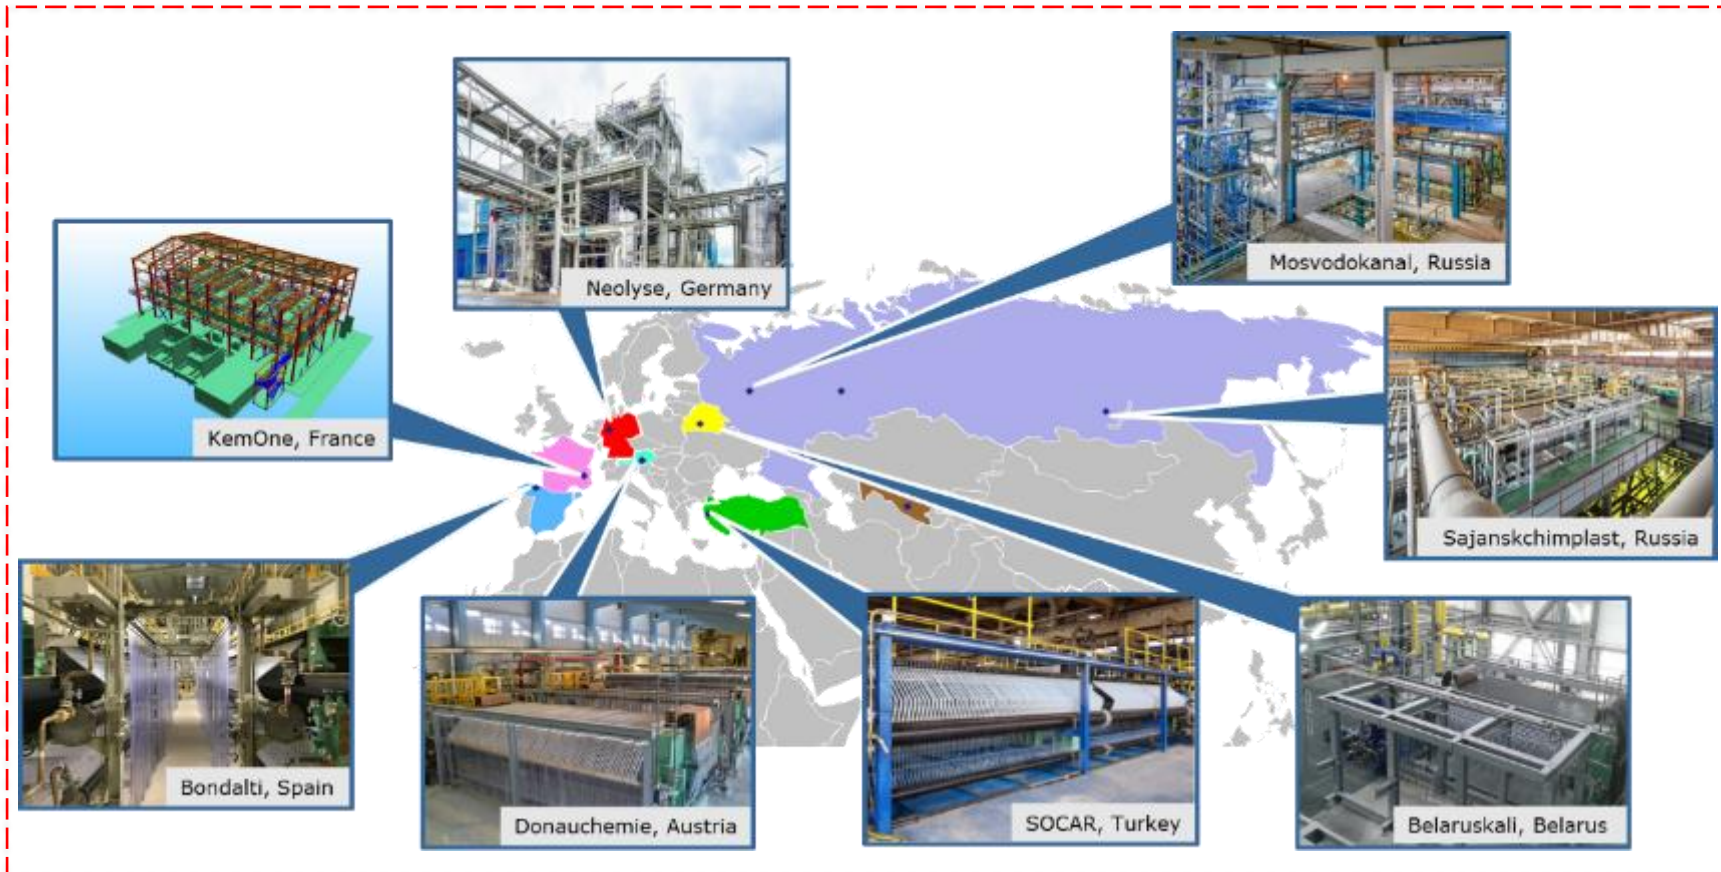 Neolyse, Germany
Mosvodokanal, Russia
KemOne, France
Sajanskchimplast, Russia
Bondalti, Spain
Donauchemie, Austria
SOCAR, Turkey
Belaruskali, Belarus